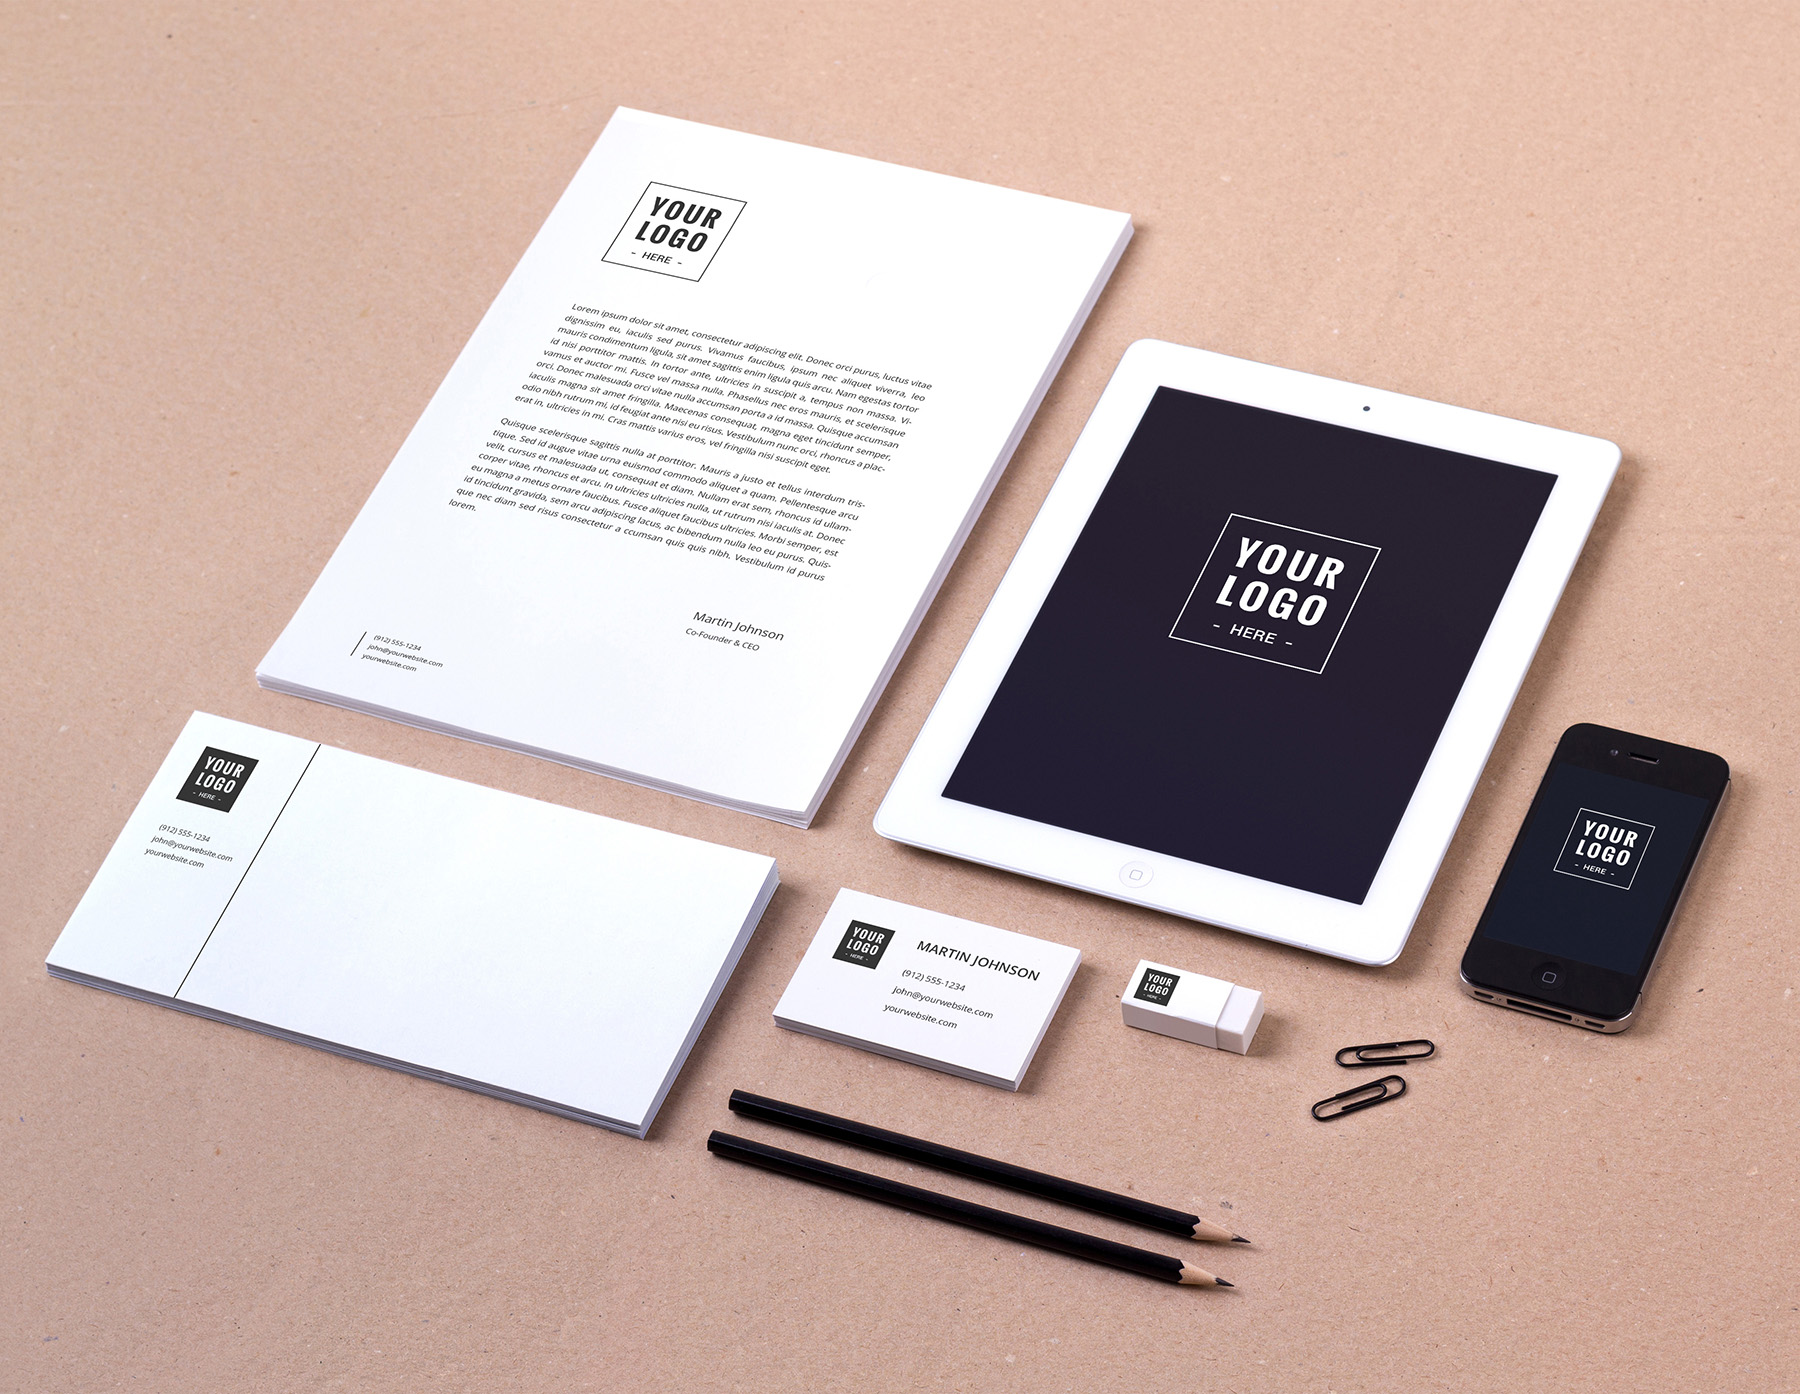 YOUR
LOGO
- HERE -
Lorem ipsum dolor sit amet, consectetur adipiscing elit. Donec orci purus, luctus vitae
dignissim eu, iaculis sed purus. Vivamus faucibus, ipsum nec aliquet viverra, leo
mauris condimentum ligula, sit amet sagittis enim ligula quis arcu. Nam egestas tortor
id nisi porttitor mattis. In tortor ante, ultricies in suscipit a, tempus non massa. Vi-
vamus et auctor mi. Fusce vel massa nulla. Phasellus nec eros mauris, et scelerisque
orci. Donec malesuada orci vitae nulla accumsan porta a id massa. Quisque accumsan
iaculis magna sit amet fringilla. Maecenas consequat, magna eget tincidunt semper,
odio nibh rutrum mi, id feugiat ante nisi eu risus. Vestibulum nunc orci, rhoncus a plac-
erat in, ultricies in mi. Cras mattis varius eros, vel fringilla nisi suscipit eget.
Quisque scelerisque sagittis nulla at porttitor. Mauris a justo et tellus interdum tris-
tique. Sed id augue vitae urna euismod commodo aliquet a quam. Pellentesque arcu
velit, cursus et malesuada ut, consequat et diam. Nullam erat sem, rhoncus id ullam-
corper vitae, rhoncus et arcu. In ultricies ultricies nulla, ut rutrum nisi iaculis at. Donec
eu magna a metus ornare faucibus. Fusce aliquet faucibus ultricies. Morbi semper, est
id tincidunt gravida, sem arcu adipiscing lacus, ac bibendum nulla leo eu purus. Quis-
que nec diam sed risus consectetur a ccumsan quis quis nibh. Vestibulum id purus
lorem.
Martin Johnson
Co-Founder & CEO
(912) 555-1234
john@yourwebsite.com
yourwebsite.com
YOUR
LOGO
- HERE -
YOUR
LOGO
- HERE -
(912) 555-1234
john@yourwebsite.com
yourwebsite.com
YOUR
LOGO
- HERE -
YOUR
LOGO
- HERE -
MARTIN JOHNSON
(912) 555-1234
john@yourwebsite.com
yourwebsite.com
YOUR
LOGO
- HERE -